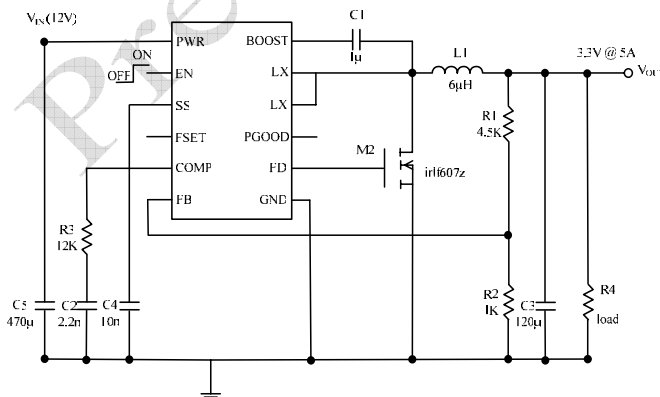 Pre
VIN (12V)
ON
OFF
PWR
EN
SS
FSET
COMP
FB
BOOST
LX
LX
PGOOD
FD
GND
C1
1µ
L1
6µH
3.3V @ 5A
VOUT
R1
4.5K
M2
irlf607z
R3
12K
C5
470µ
C2
2.2n
C4
10n
R2
1K
C3
120µ
R4
load